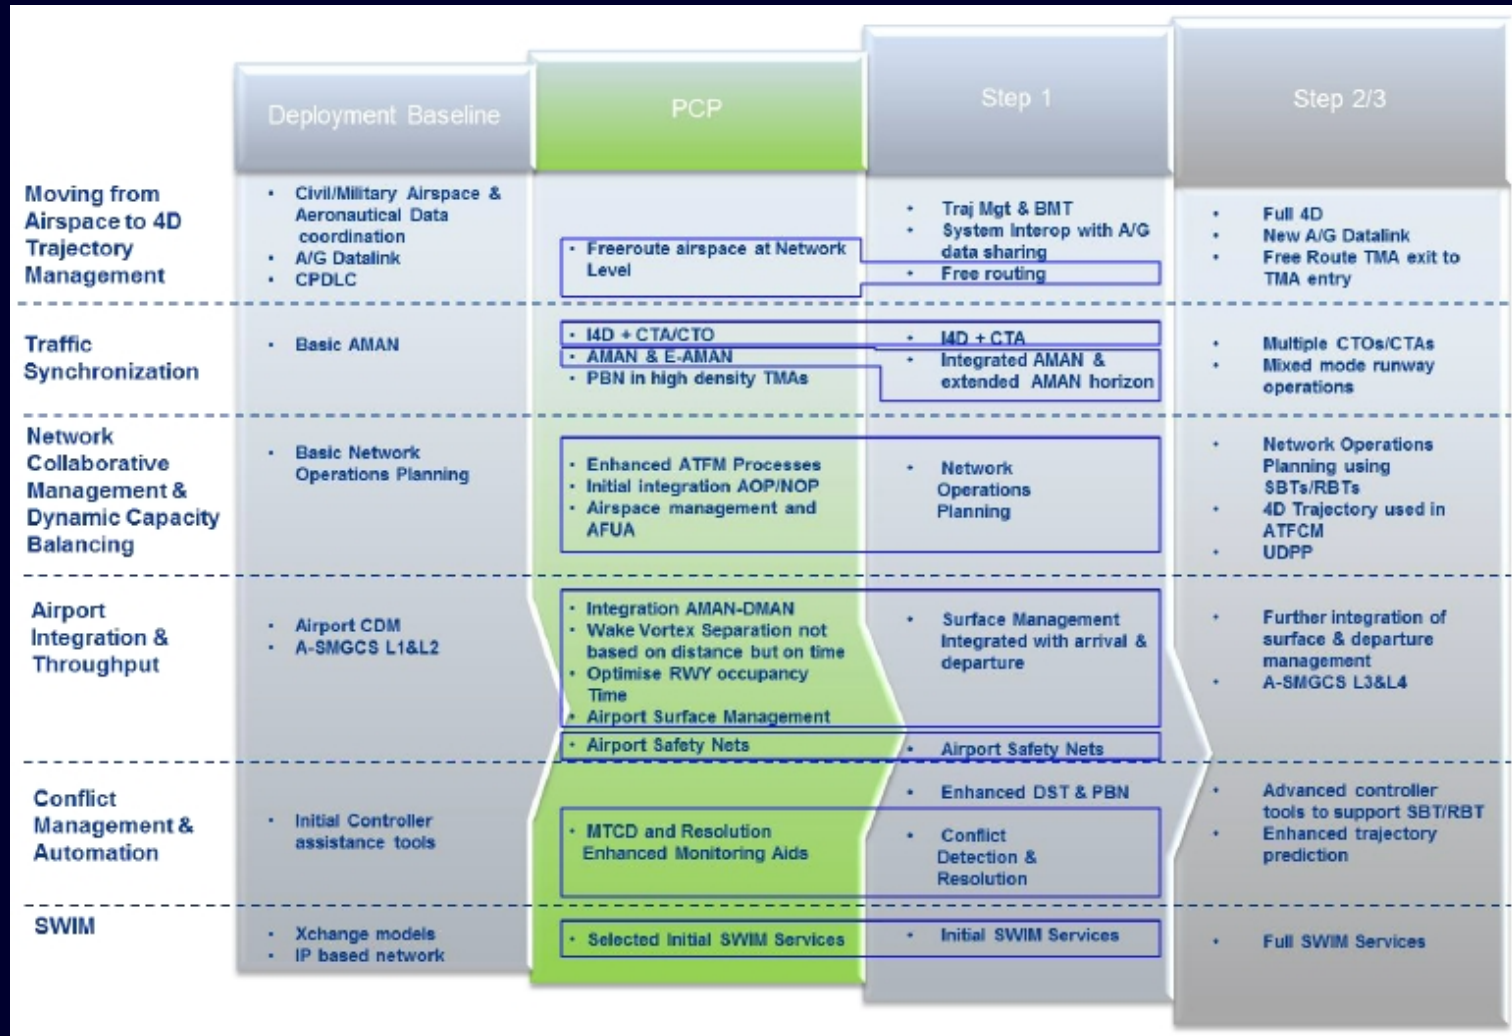 Deployment Baseline
PCP
Step 1
Step 2/3
Moving from
Airspace to 4D
Trajectory
Management
• Civil/Military Airspace &
Aeronautical Data
coordination
• A/G Datalink
• CPDLC
• Freeroute airspace at Network
Level
• Traj Mgt & BMT
• System Interop with A/G
data sharing
• Free routing
• Full 4D
• New A/G Datalink
• Free Route TMA exit to
TMA entry
Traffic
Synchronization
• Basic AMAN
• I4D + CTA/CTO
• AMAN & E-AMAN
• PBN in high density TMAs
• I4D + CTA
• Integrated AMAN &
extended AMAN horizon
• Multiple CTOs/CTAs
• Mixed mode runway
operations
Network
Collaborative
Management &
Dynamic Capacity
Balancing
• Basic Network
Operations Planning
• Enhanced ATFM Processes
• Initial integration AOP/NOP
• Airspace management and
AFUA
• Network
Operations
Planning
• Network Operations
Planning using
SBTs/RBTs
• 4D Trajectory used in
ATFCM
• UDPP
Airport
Integration &
Throughput
• Airport CDM
• A-SMGCS L1&L2
• Integration AMAN-DMAN
• Wake Vortex Separation not
based on distance but on time
• Optimise RWY occupancy
Time
• Airport Surface Management
• Airport Safety Nets
• Surface Management
Integrated with arrival &
departure
• Airport Safety Nets
• Further integration of
surface & departure
management
• A-SMGCS L3&L4
Conflict
Management &
Automation
• Initial Controller
assistance tools
• MTCD and Resolution
Enhanced Monitoring Aids
• Enhanced DST & PBN
• Conflict
Detection &
Resolution
• Advanced controller
tools to support SBT/RBT
• Enhanced trajectory
prediction
SWIM
• Xchange models
• IP based network
• Selected Initial SWIM Services
• Initial SWIM Services
• Full SWIM Services